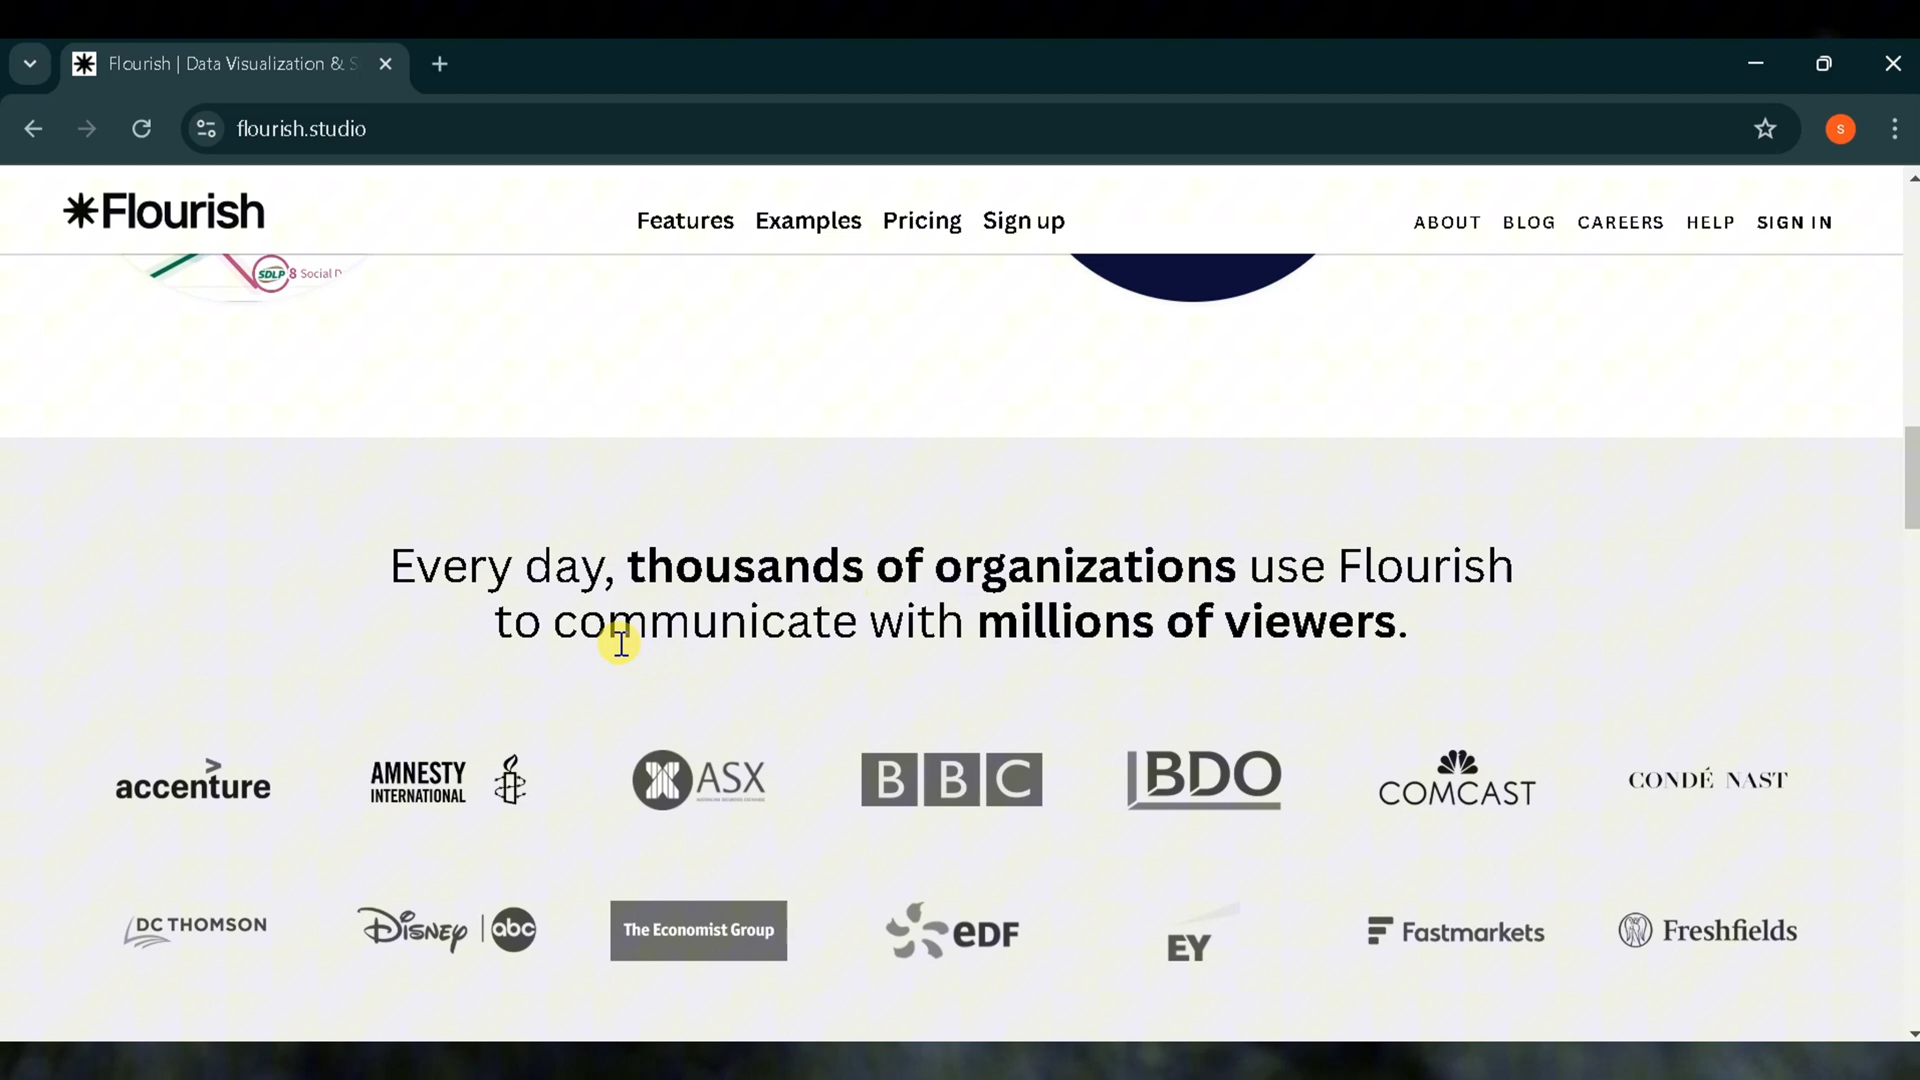 Flourish | Data Visualization & S
flourish.studio
s
Flourish
Features Examples Pricing Sign up
ABOUT BLOG CAREERS HELP SIGN IN
SDLP 8 Social D
Every day, thousands of organizations use Flourish
to communicate with millions of viewers.
accenture
AMNESTY
INTERNATIONAL
ASX
BBC
BDO
COMCAST
CONDÉ NAST
DC THOMSON
DISNEY abc
The Economist Group
eDF
EY
Fastmarkets
Freshfields